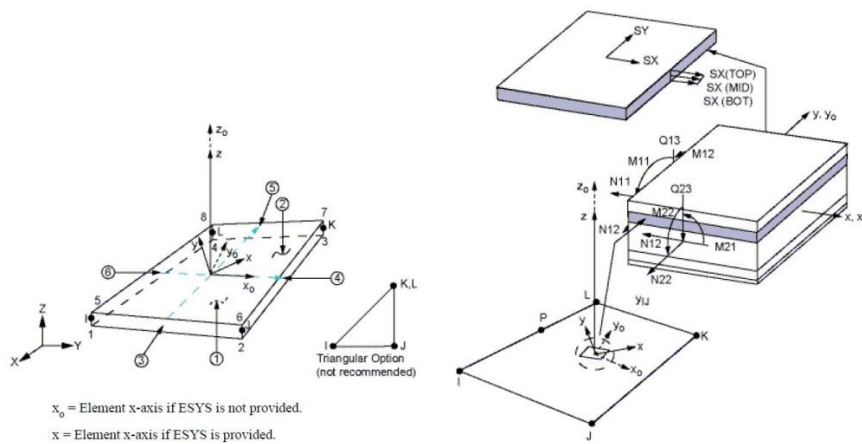 z₀
z
⑤
②
8
7
L
K
4
3
y
y₀
x
⑥
④
x₀
5
I
1
6
J
2
③
①
Z
Y
X
K,L
I
J
Triangular Option
(not recommended)
x₀ = Element x-axis if ESYS is not provided.
x = Element x-axis if ESYS is provided.
SY
SX
SX(TOP)
SX (MID)
SX (BOT)
y, y₀
Q13
M11
M12
N11
Q23
z₀
z
M22
x, x
N12
N12
M21
N22
L
yIJ
P
y
y₀
K
x
x₀
I
J